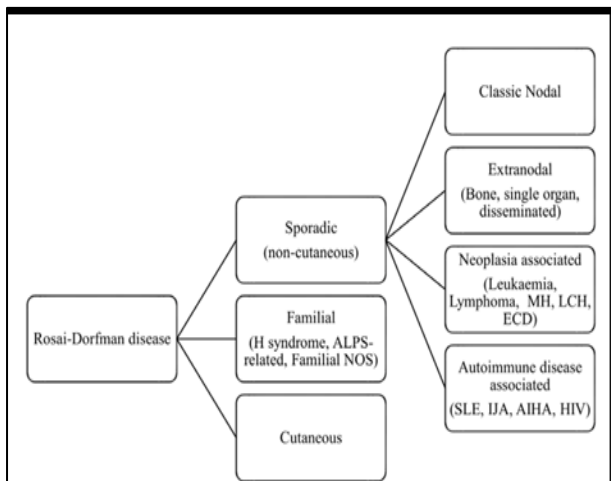 Rosai-Dorfman disease
Sporadic
(non-cutaneous)
Familial
(H syndrome, ALPS-
related, Familial NOS)
Cutaneous
Classic Nodal
Extranodal
(Bone, single organ,
disseminated)
Neoplasia associated
(Leukaemia,
Lymphoma, MH, LCH,
ECD)
Autoimmune disease
associated
(SLE, IJA, AIHA, HIV)